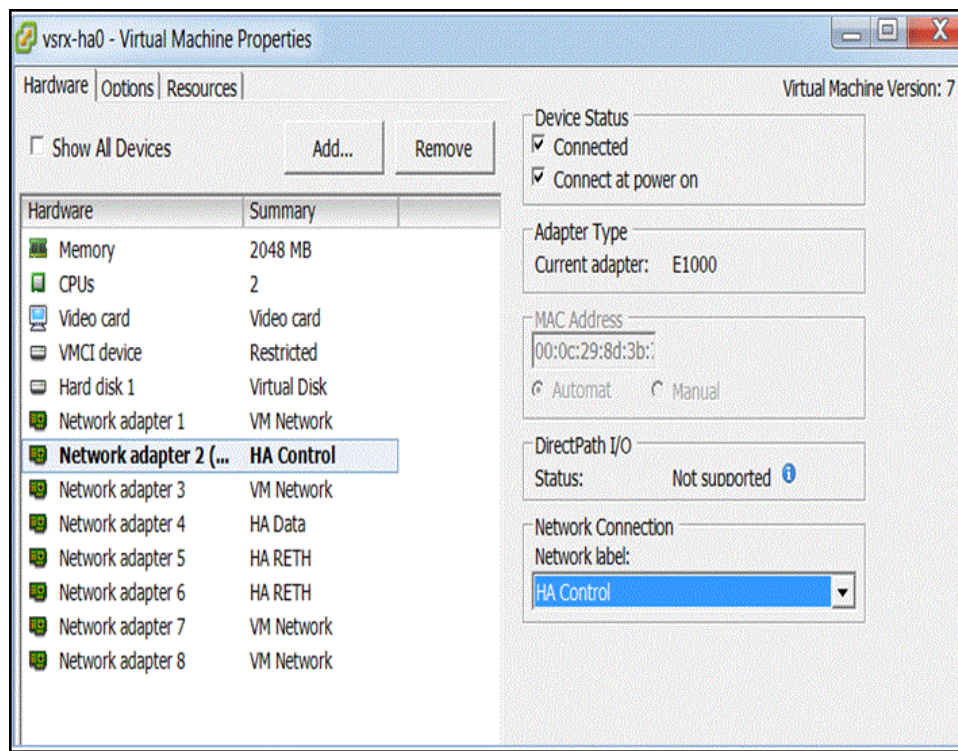 vsrx-ha0 - Virtual Machine Properties
Hardware Options Resources
Virtual Machine Version: 7
Show All Devices
Add...
Remove
Hardware Summary
Memory 2048 MB
CPUs 2
Video card Video card
VMCI device Restricted
Hard disk 1 Virtual Disk
Network adapter 1 VM Network
Network adapter 2 (... HA Control
Network adapter 3 VM Network
Network adapter 4 HA Data
Network adapter 5 HA RETH
Network adapter 6 HA RETH
Network adapter 7 VM Network
Network adapter 8 VM Network
Device Status
Connected
Connect at power on
Adapter Type
Current adapter: E1000
MAC Address
00:0c:29:8d:3b:
Automat Manual
DirectPath I/O
Status: Not supported
Network Connection
Network label:
HA Control